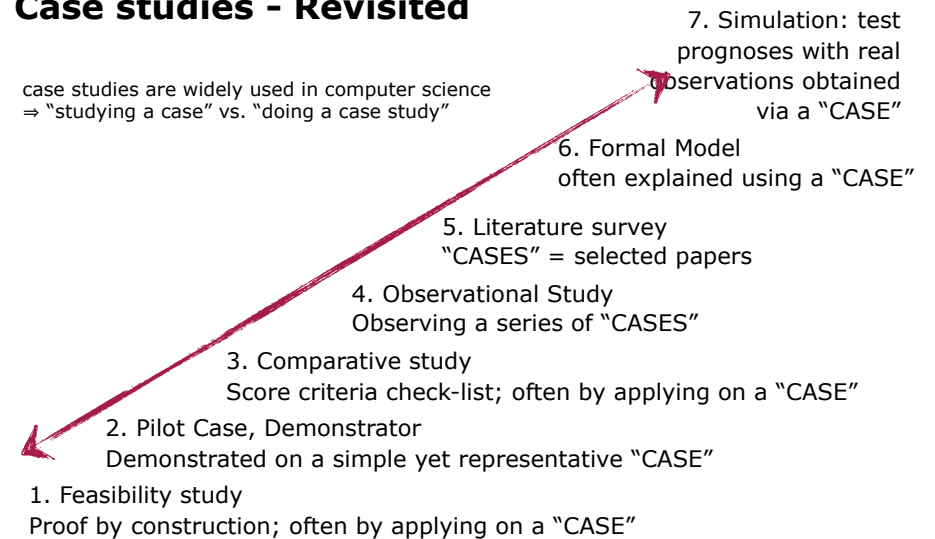 Case studies - Revisited
case studies are widely used in computer science
⇒ “studying a case” vs. “doing a case study”
7. Simulation: test
prognoses with real
observations obtained
via a “CASE”
6. Formal Model
often explained using a “CASE”
5. Literature survey
“CASES” = selected papers
4. Observational Study
Observing a series of “CASES”
3. Comparative study
Score criteria check-list; often by applying on a “CASE”
2. Pilot Case, Demonstrator
Demonstrated on a simple yet representative “CASE”
1. Feasibility study
Proof by construction; often by applying on a “CASE”